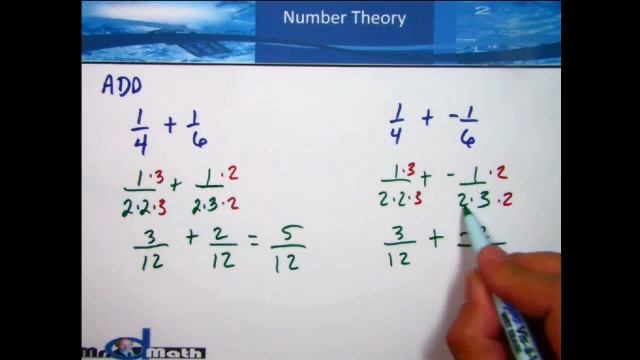 Number Theory
ADD
1/4 + 1/6
1·3/2·2·3 + 1·2/2·3·2
3/12 + 2/12 = 5/12
1/4 + -1/6
1·3/2·2·3 + -1·2/2·3·2
3/12 +
Math